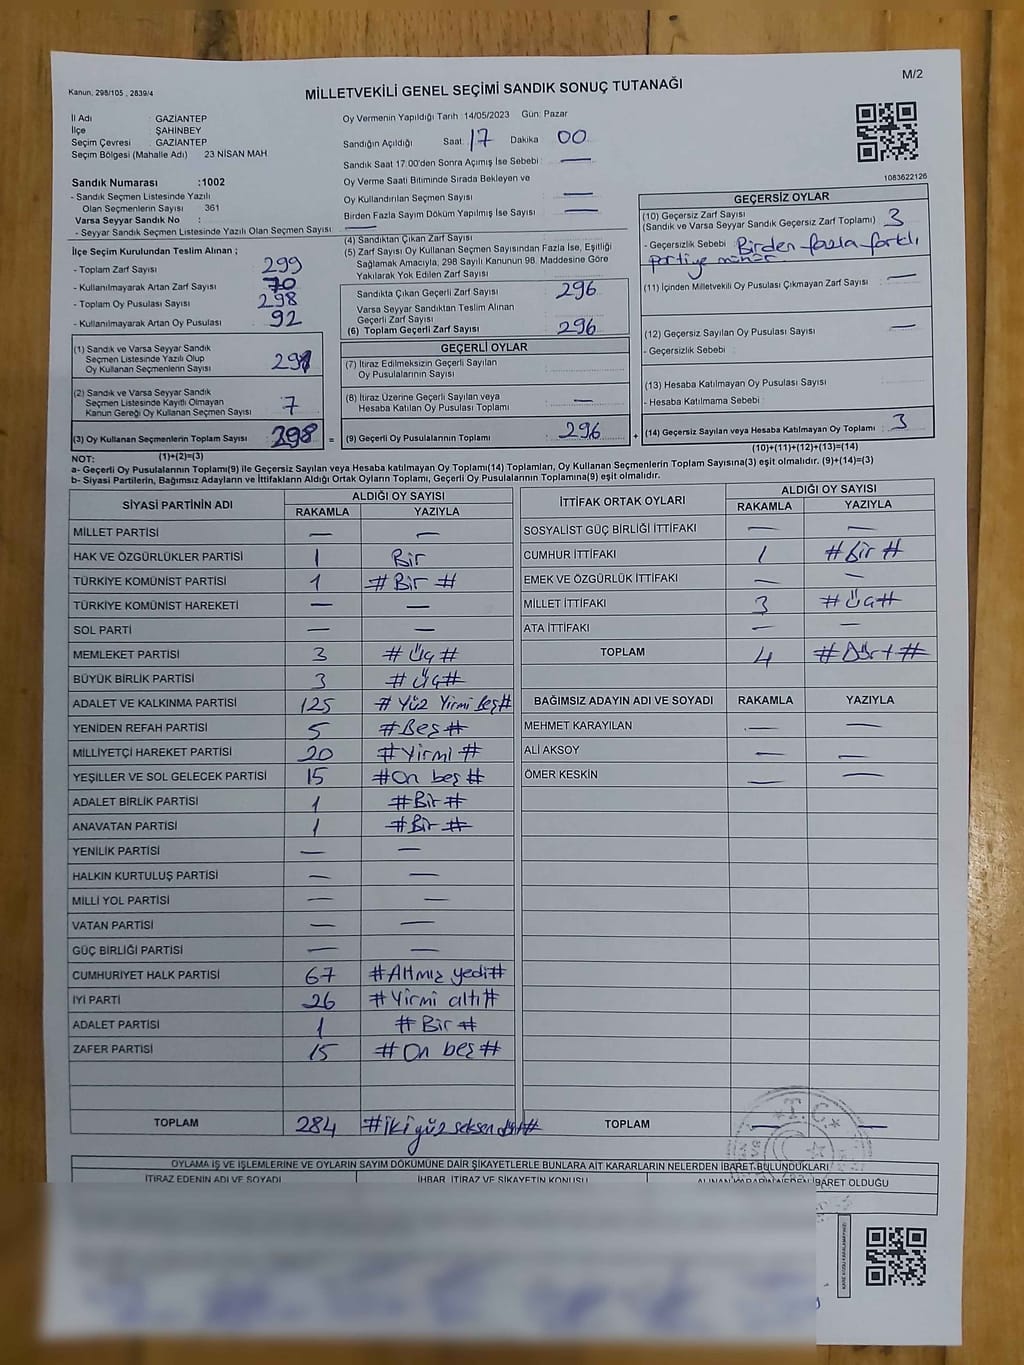 Kanun, 298/105 , 2839/4
MİLLETVEKİLİ GENEL SEÇİMİ SANDIK SONUÇ TUTANAĞI
M/2
İl Adı : GAZİANTEP
İlçe : ŞAHİNBEY
Seçim Çevresi : GAZİANTEP
Seçim Bölgesi (Mahalle Adı) 23 NİSAN MAH
Sandık Numarası :1002
- Sandık Seçmen Listesinde Yazılı
Olan Seçmenlerin Sayısı 361
Varsa Seyyar Sandık No :
- Seyyar Sandık Seçmen Listesinde Yazılı Olan Seçmen Sayısı —
Oy Vermenin Yapıldığı Tarih :14/05/2023 Gün: Pazar
Sandığın Açıldığı Saat 17 Dakika 00
Sandık Saat 17.00'den Sonra Açımış İse Sebebi : —
Oy Verme Saati Bitiminde Sırada Bekleyen ve
Oy Kullandırılan Seçmen Sayısı : —
Birden Fazla Sayım Döküm Yapılmış İse Sayısı : —
1083622126
İlçe Seçim Kurulundan Teslim Alınan ;
- Toplam Zarf Sayısı : 299
- Kullanılmayarak Artan Zarf Sayısı : 70
- Toplam Oy Pusulası Sayısı : 298
- Kullanılmayarak Artan Oy Pusulası : 92
(1) Sandık ve Varsa Seyyar Sandık
Seçmen Listesinde Yazılı Olup
Oy Kullanan Seçmenlerin Sayısı
(2) Sandık ve Varsa Seyyar Sandık
Seçmen Listesinde Kayıtlı Olmayan
Kanun Gereği Oy Kullanan Seçmen Sayısı : 7
(3) Oy Kullanan Seçmenlerin Toplam Sayısı : 298 =
(4) Sandıktan Çıkan Zarf Sayısı :
(5) Zarf Sayısı Oy Kullanan Seçmen Sayısından Fazla İse, Eşitliği
Sağlamak Amacıyla, 298 Sayılı Kanunun 98. Maddesine Göre
Yakılarak Yok Edilen Zarf Sayısı :
Sandıkta Çıkan Geçerli Zarf Sayısı : 296
Varsa Seyyar Sandıktan Teslim Alınan
Geçerli Zarf Sayısı :
(6) Toplam Geçerli Zarf Sayısı : 296
GEÇERLİ OYLAR
(7) İtiraz Edilmeksizin Geçerli Sayılan
Oy Pusulalarının Sayısı :
(8) İtiraz Üzerine Geçerli Sayılan veya
Hesaba Katılan Oy Pusulası Toplamı : —
(9) Geçerli Oy Pusulalarının Toplamı : 296 +
GEÇERSİZ OYLAR
(10) Geçersiz Zarf Sayısı
(Sandık ve Varsa Seyyar Sandık Geçersiz Zarf Toplamı) : 3
- Geçersizlik Sebebi : Birden fazla farklı
partiye mühür
(11) İçinden Milletvekili Oy Pusulası Çıkmayan Zarf Sayısı : —
(12) Geçersiz Sayılan Oy Pusulası Sayısı : —
- Geçersizlik Sebebi :
(13) Hesaba Katılmayan Oy Pusulası Sayısı :
- Hesaba Katılmama Sebebi :
(14) Geçersiz Sayılan veya Hesaba Katılmayan Oy Toplamı : 3
NOT: (1)+(2)=(3) (10)+(11)+(12)+(13)=(14)
a- Geçerli Oy Pusulalarının Toplamı(9) ile Geçersiz Sayılan veya Hesaba katılmayan Oy Toplamı(14) Toplamları, Oy Kullanan Seçmenlerin Toplam Sayısına(3) eşit olmalıdır. (9)+(14)=(3)
b- Siyasi Partilerin, Bağımsız Adayların ve İttifakların Aldığı Ortak Oyların Toplamı, Geçerli Oy Pusulalarının Toplamına(9) eşit olmalıdır.
SİYASİ PARTİNİN ADI ALDIĞI OY SAYISI
RAKAMLA YAZIYLA
MİLLET PARTİSİ — —
HAK VE ÖZGÜRLÜKLER PARTİSİ 1 Bir
TÜRKİYE KOMÜNİST PARTİSİ 1 # Bir #
TÜRKİYE KOMÜNİST HAREKETİ — —
SOL PARTİ — —
MEMLEKET PARTİSİ 3 # Üç #
BÜYÜK BİRLİK PARTİSİ 3 # Üç #
ADALET VE KALKINMA PARTİSİ 125 # Yüz Yirmi beş #
YENİDEN REFAH PARTİSİ 5 # Beş #
MİLLİYETÇİ HAREKET PARTİSİ 20 # Yirmi #
YEŞİLLER VE SOL GELECEK PARTİSİ 15 # On beş #
ADALET BİRLİK PARTİSİ 1 # Bir #
ANAVATAN PARTİSİ 1 # Bir #
YENİLİK PARTİSİ — —
HALKIN KURTULUŞ PARTİSİ — —
MİLLİ YOL PARTİSİ — —
VATAN PARTİSİ — —
GÜÇ BİRLİĞİ PARTİSİ — —
CUMHURİYET HALK PARTİSİ 67 # Altmış yedi #
İYİ PARTİ 26 # Yirmi altı #
ADALET PARTİSİ 1 # Bir #
ZAFER PARTİSİ 15 # On beş #
TOPLAM 284 # iki yüz seksen dört #
İTTİFAK ORTAK OYLARI ALDIĞI OY SAYISI
RAKAMLA YAZIYLA
SOSYALİST GÜÇ BİRLİĞİ İTTİFAKI — —
CUMHUR İTTİFAKI 1 # Bir #
EMEK VE ÖZGÜRLÜK İTTİFAKI — —
MİLLET İTTİFAKI 3 # Üç #
ATA İTTİFAKI — —
TOPLAM 4 # Dört #
BAĞIMSIZ ADAYIN ADI VE SOYADI RAKAMLA YAZIYLA
MEHMET KARAYILAN — —
ALİ AKSOY — —
ÖMER KESKİN — —
TOPLAM — —
T.C.
OYLAMA İŞ VE İŞLEMLERİNE VE OYLARIN SAYIM DÖKÜMÜNE DAİR ŞİKAYETLERLE BUNLARA AİT KARARLARIN NELERDEN İBARET BULUNDUKLARI
İTİRAZ EDENİN ADI VE SOYADI İHBAR, İTİRAZ VE ŞİKAYETİN KONUSU ALINAN KARARIN NEDEN İBARET OLDUĞU